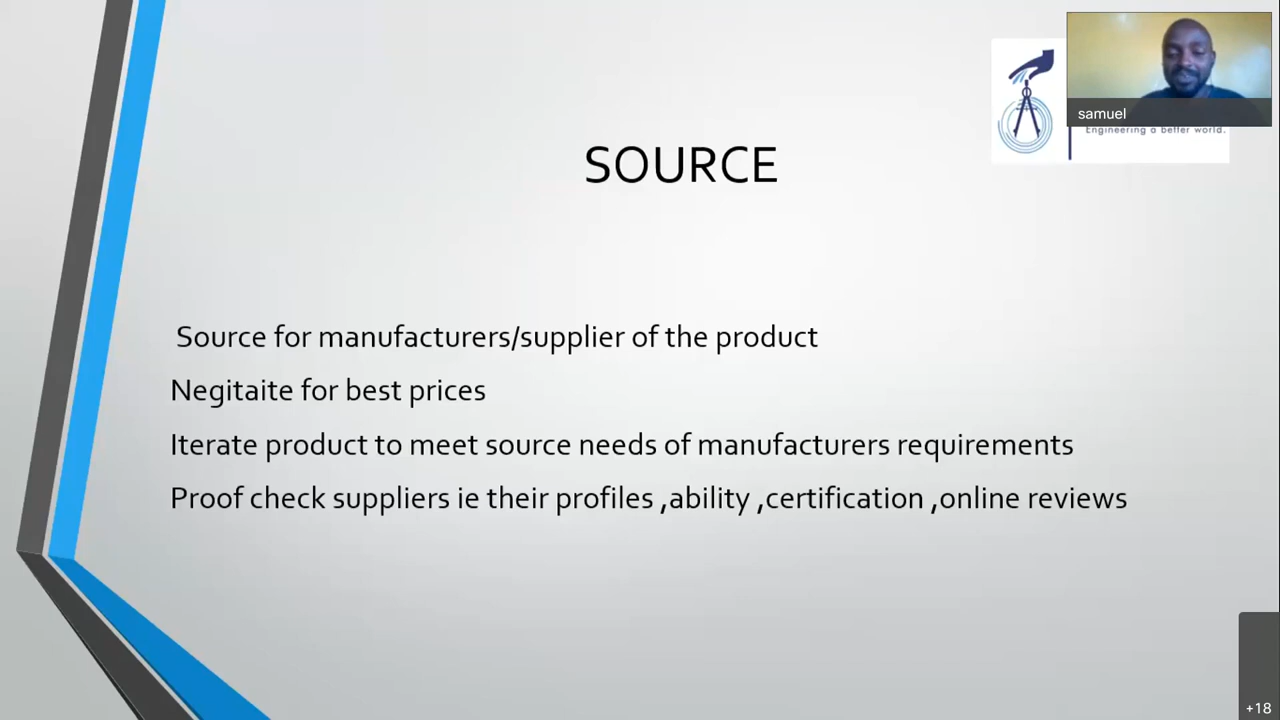 samuel
Engineering a better world.
SOURCE
Source for manufacturers/supplier of the product
Negitaite for best prices
Iterate product to meet source needs of manufacturers requirements
Proof check suppliers ie their profiles ,ability ,certification ,online reviews
+18